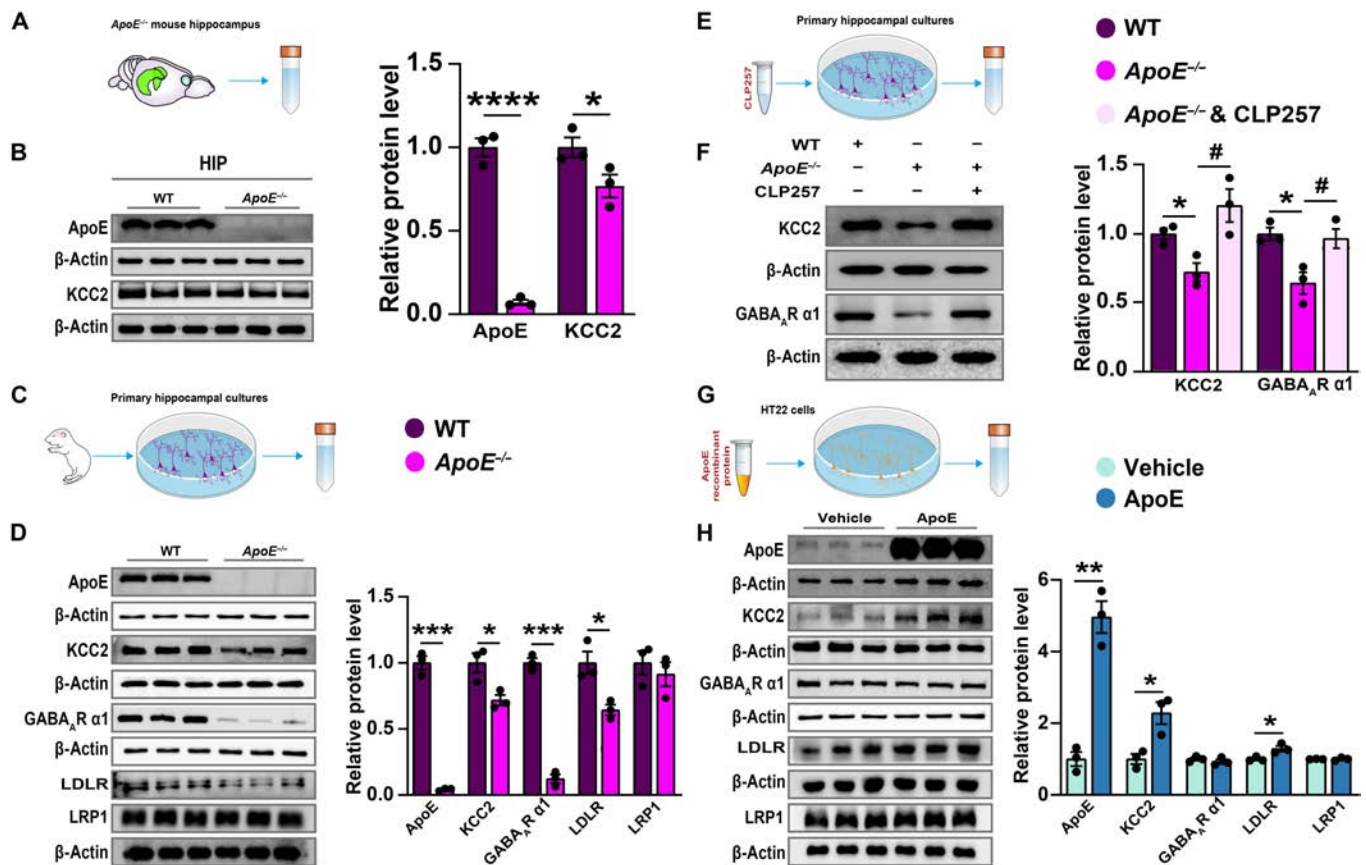 A
ApoE–/– mouse hippocampus
Relative protein level
1.5
1.0
0.5
0.0
****
*
ApoE
KCC2
B
HIP
WT
ApoE–/–
ApoE
β-Actin
KCC2
β-Actin
C
Primary hippocampal cultures
WT
ApoE–/–
D
WT
ApoE–/–
ApoE
β-Actin
KCC2
β-Actin
GABAAR α1
β-Actin
LDLR
LRP1
β-Actin
Relative protein level
1.5
1.0
0.5
0.0
***
*
***
*
ApoE
KCC2
GABAAR α1
LDLR
LRP1
E
Primary hippocampal cultures
CLP257
WT
ApoE–/–
ApoE–/– & CLP257
F
WT + – –
ApoE–/– – + +
CLP257 – – +
KCC2
β-Actin
GABAAR α1
β-Actin
Relative protein level
1.5
1.0
0.5
0.0
*
#
*
#
KCC2
GABAAR α1
G
HT22 cells
ApoE
recombinant
protein
Vehicle
ApoE
H
Vehicle
ApoE
ApoE
β-Actin
KCC2
β-Actin
GABAAR α1
β-Actin
LDLR
β-Actin
LRP1
β-Actin
Relative protein level
6
4
2
0
**
*
*
ApoE
KCC2
GABAAR α1
LDLR
LRP1